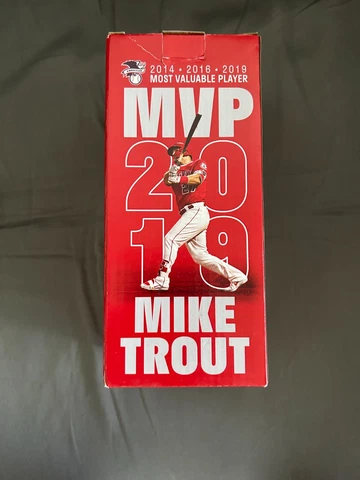 2014 • 2016 • 2019
MOST VALUABLE PLAYER
MVP
20
19
MIKE
TROUT